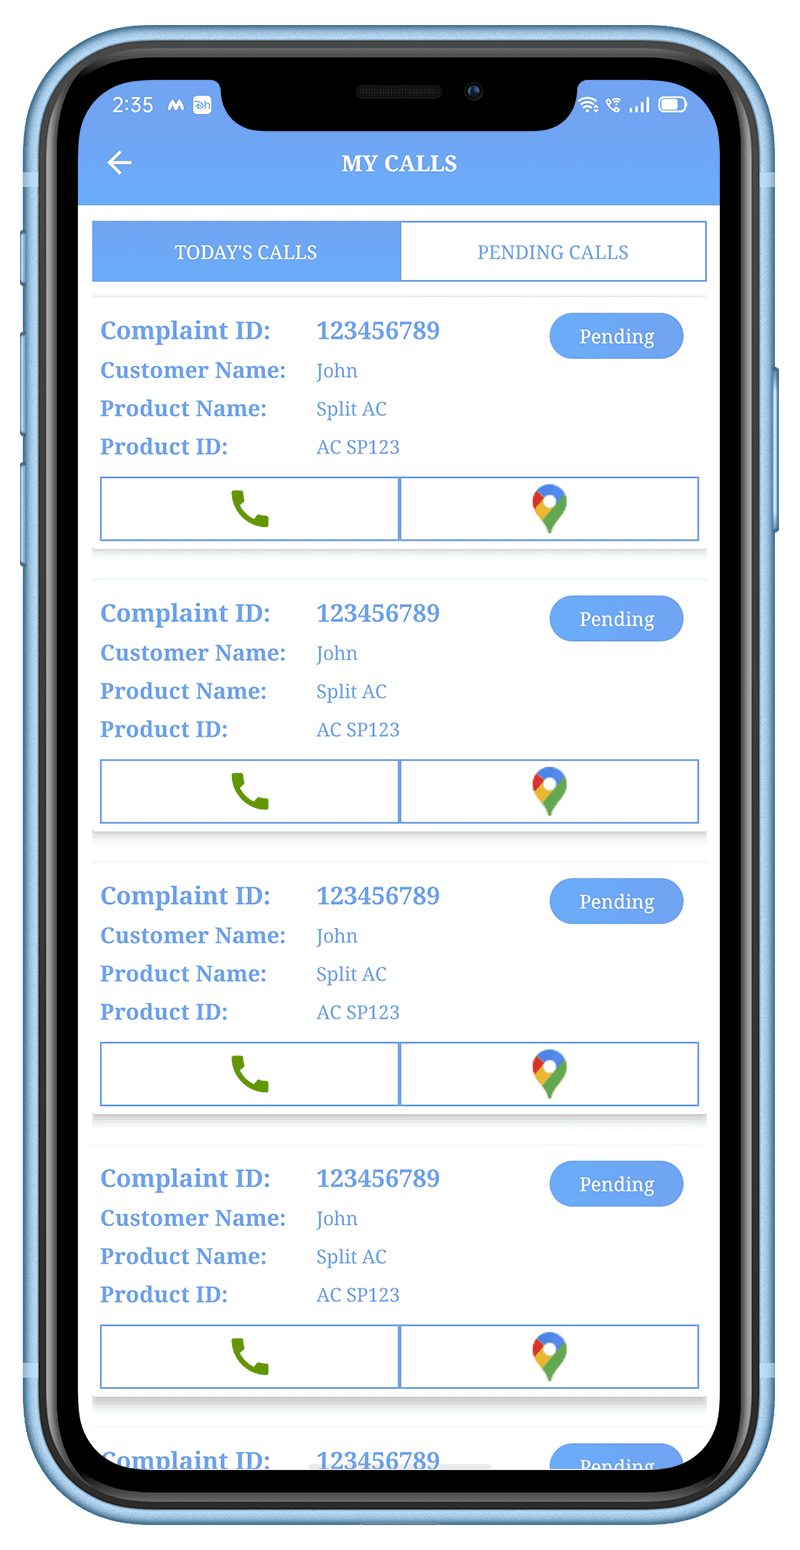 2:35
MY CALLS
TODAY'S CALLS PENDING CALLS
Complaint ID: 123456789 Pending
Customer Name: John
Product Name: Split AC
Product ID: AC SP123
Complaint ID: 123456789 Pending
Customer Name: John
Product Name: Split AC
Product ID: AC SP123
Complaint ID: 123456789 Pending
Customer Name: John
Product Name: Split AC
Product ID: AC SP123
Complaint ID: 123456789 Pending
Customer Name: John
Product Name: Split AC
Product ID: AC SP123
Complaint ID: 123456789 Pending